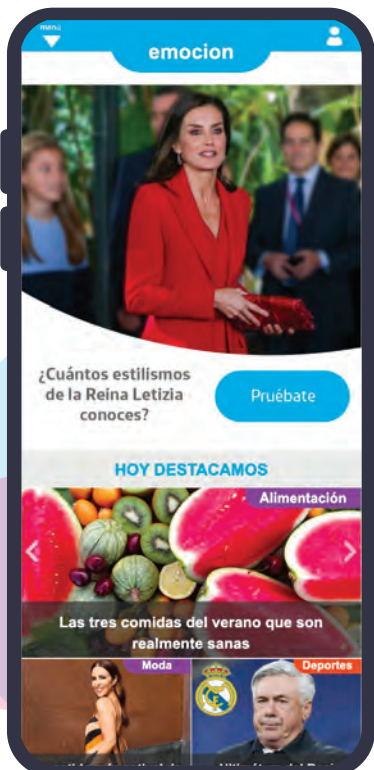 menú
emocion
¿Cuántos estilismos
de la Reina Letizia
conoces?
Pruébate
HOY DESTACAMOS
Alimentación
Las tres comidas del verano que son
realmente sanas
Moda
Deportes